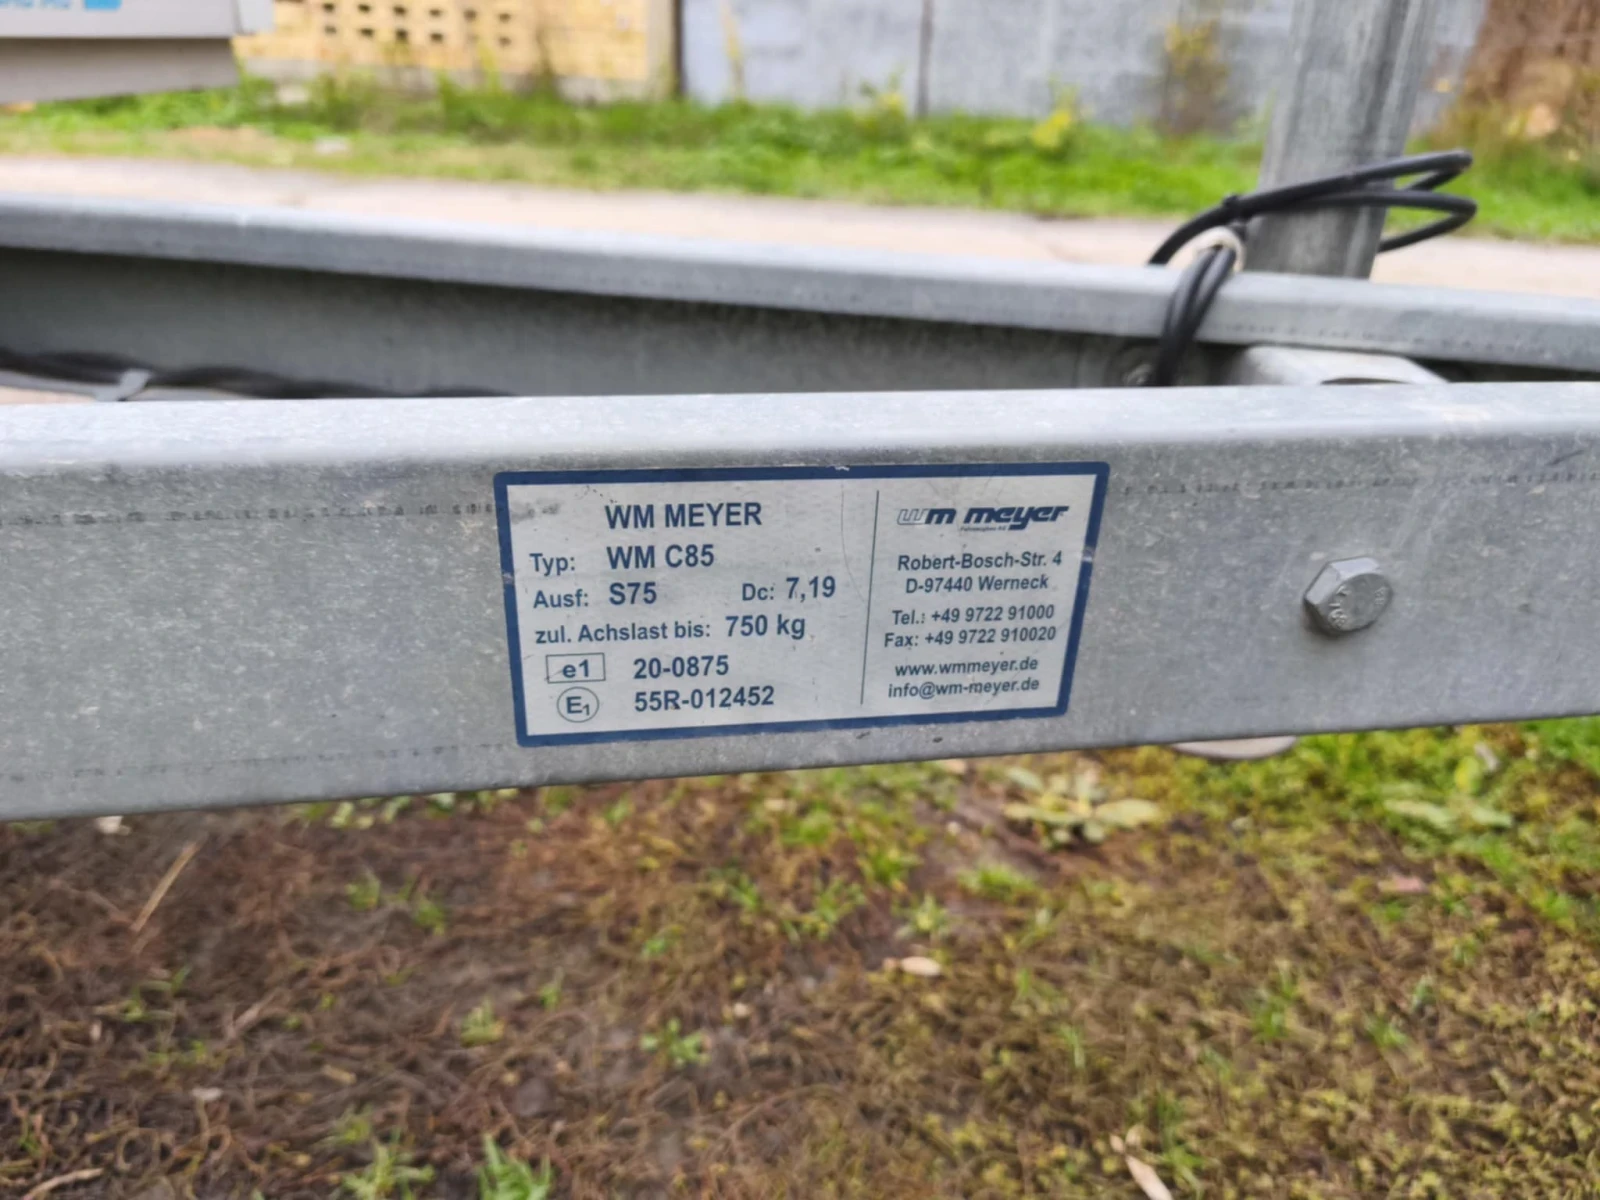 WM MEYER
Typ: WM C85
Ausf: S75 Dc: 7,19
zul. Achslast bis: 750 kg
e1 20-0875
E1 55R-012452
wm meyer
Robert-Bosch-Str. 4
D-97440 Werneck
Tel.: +49 9722 91000
Fax: +49 9722 910020
www.wmmeyer.de
info@wm-meyer.de